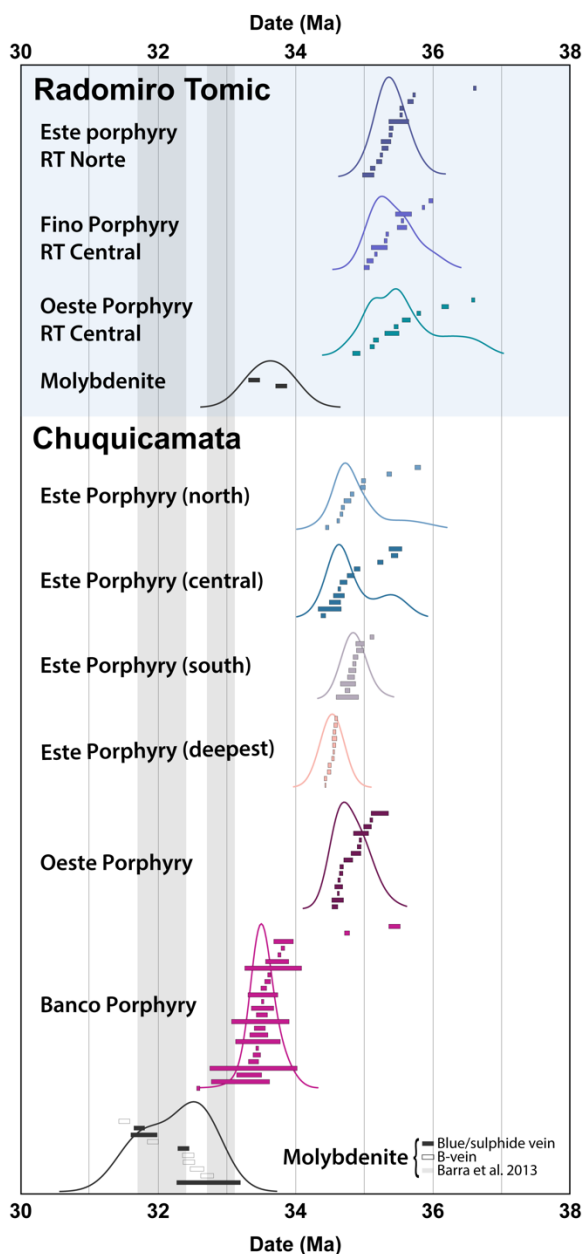 Date (Ma)
30 32 34 36 38
Radomiro Tomic
Este porphyry
RT Norte
Fino Porphyry
RT Central
Oeste Porphyry
RT Central
Molybdenite
Chuquicamata
Este Porphyry (north)
Este Porphyry (central)
Este Porphyry (south)
Este Porphyry (deepest)
Oeste Porphyry
Banco Porphyry
Molybdenite
Blue/sulphide vein
B-vein
Barra et al. 2013
30 32 34 36 38
Date (Ma)